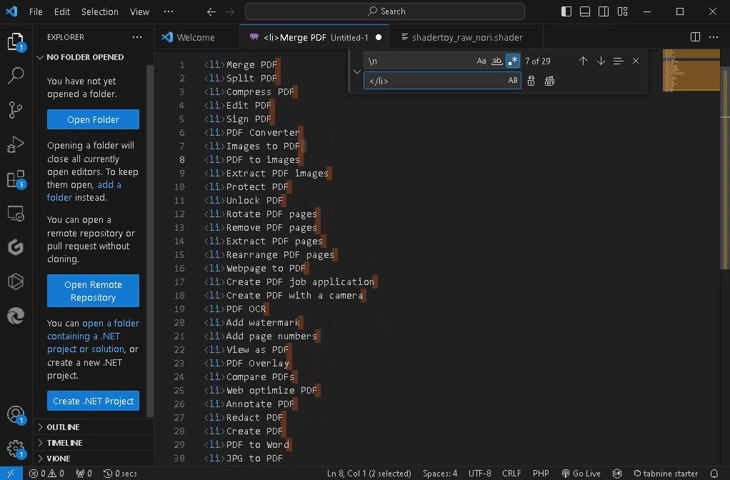 File Edit Selection View ··· Search
EXPLORER ···
NO FOLDER OPENED
You have not yet
opened a folder.
Open Folder
Opening a folder will
close all currently
open editors. To keep
them open, add a
folder instead.
You can open a
remote repository or
pull request without
cloning.
Open Remote
Repository
You can open a folder
containing a .NET
project or solution, or
create a new .NET
project.
Create .NET Project
OUTLINE
TIMELINE
VIONE
5
1
1
Welcome <li>Merge PDF Untitled-1 shadertoy_raw_nori.shader ···
\n Aa ab .* 7 of 29
</li> AB
1 <li>Merge PDF
2 <li>Split PDF
3 <li>Compress PDF
4 <li>Edit PDF
5 <li>Sign PDF
6 <li>PDF Converter
7 <li>Images to PDF
8 <li>PDF to images
9 <li>Extract PDF images
10 <li>Protect PDF
11 <li>Unlock PDF
12 <li>Rotate PDF pages
13 <li>Remove PDF pages
14 <li>Extract PDF pages
15 <li>Rearrange PDF pages
16 <li>Webpage to PDF
17 <li>Create PDF job application
18 <li>Create PDF with a camera
19 <li>PDF OCR
20 <li>Add watermark
21 <li>Add page numbers
22 <li>View as PDF
23 <li>PDF Overlay
24 <li>Compare PDFs
25 <li>Web optimize PDF
26 <li>Annotate PDF
27 <li>Redact PDF
28 <li>Create PDF
29 <li>PDF to Word
30 <li>JPG to PDF
0 0 0 0 secs Ln 8, Col 1 (2 selected) Spaces: 4 UTF-8 CRLF PHP Go Live tabnine starter